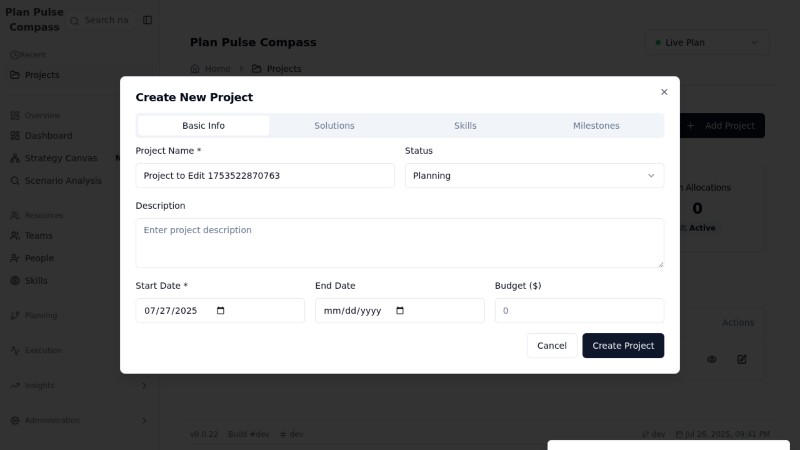 Plan Pulse
Compass
Search na
Recent
Projects
Overview
Dashboard
Strategy Canvas
Scenario Analysis
Resources
Teams
People
Skills
Planning
Execution
Insights
Administration
Plan Pulse Compass
Live Plan
Home
Projects
Add Project
Allocations
0
Active
Actions
Create New Project
Basic Info
Solutions
Skills
Milestones
Project Name *
Status
Project to Edit 1753522870763
Planning
Description
Enter project description
Start Date *
End Date
Budget ($)
07/27/2025
mm/dd/yyyy
0
Cancel
Create Project
v0.0.22
Build #dev
dev
dev
Jul 26, 2025, 09:41 PM